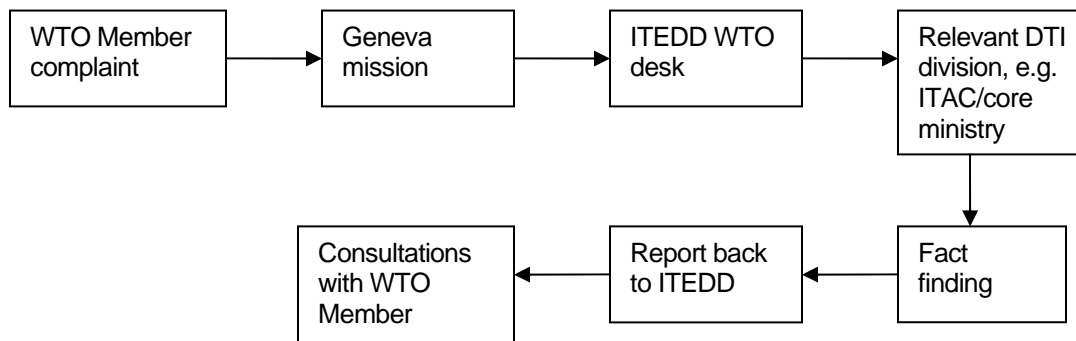 WTO Member
complaint
Geneva
mission
ITEDD WTO
desk
Relevant DTI
division, e.g.
ITAC/core
ministry
Fact
finding
Report back
to ITEDD
Consultations
with WTO
Member